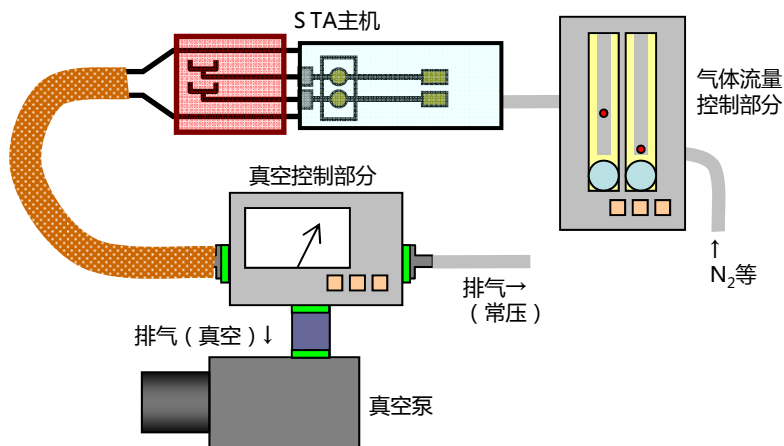 STA主机
气体流量
控制部分
真空控制部分
↑
N₂等
排气→
（常压）
排气（真空）↓
真空泵